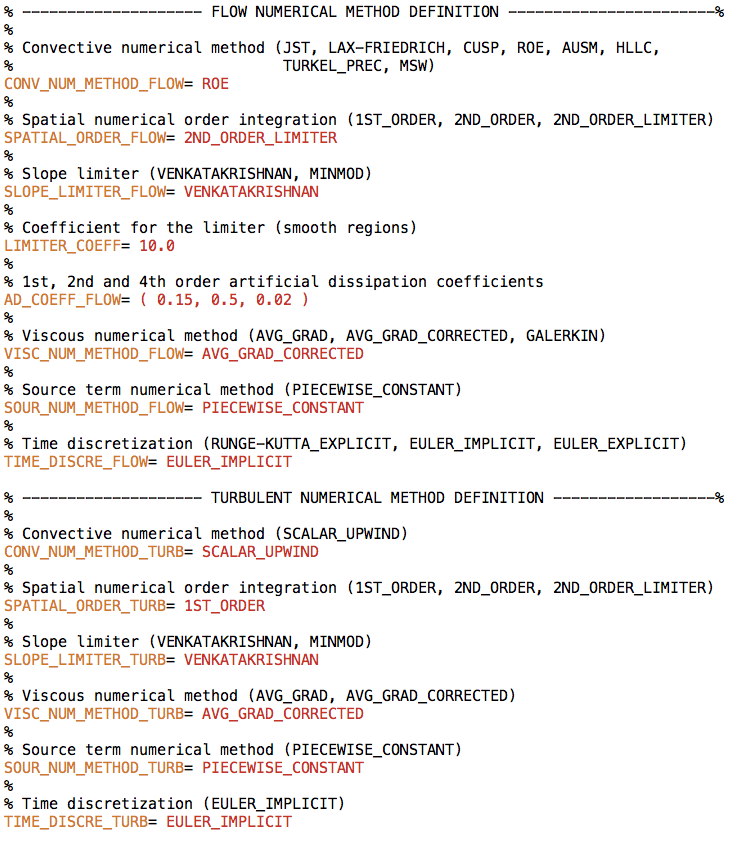 % -------------------- FLOW NUMERICAL METHOD DEFINITION -----------------------%
%
% Convective numerical method (JST, LAX-FRIEDRICH, CUSP, ROE, AUSM, HLLC,
%                              TURKEL_PREC, MSW)
CONV_NUM_METHOD_FLOW= ROE
%
% Spatial numerical order integration (1ST_ORDER, 2ND_ORDER, 2ND_ORDER_LIMITER)
SPATIAL_ORDER_FLOW= 2ND_ORDER_LIMITER
%
% Slope limiter (VENKATAKRISHNAN, MINMOD)
SLOPE_LIMITER_FLOW= VENKATAKRISHNAN
%
% Coefficient for the limiter (smooth regions)
LIMITER_COEFF= 10.0
%
% 1st, 2nd and 4th order artificial dissipation coefficients
AD_COEFF_FLOW= ( 0.15, 0.5, 0.02 )
%
% Viscous numerical method (AVG_GRAD, AVG_GRAD_CORRECTED, GALERKIN)
VISC_NUM_METHOD_FLOW= AVG_GRAD_CORRECTED
%
% Source term numerical method (PIECEWISE_CONSTANT)
SOUR_NUM_METHOD_FLOW= PIECEWISE_CONSTANT
%
% Time discretization (RUNGE-KUTTA_EXPLICIT, EULER_IMPLICIT, EULER_EXPLICIT)
TIME_DISCRE_FLOW= EULER_IMPLICIT
% -------------------- TURBULENT NUMERICAL METHOD DEFINITION ------------------%
%
% Convective numerical method (SCALAR_UPWIND)
CONV_NUM_METHOD_TURB= SCALAR_UPWIND
%
% Spatial numerical order integration (1ST_ORDER, 2ND_ORDER, 2ND_ORDER_LIMITER)
SPATIAL_ORDER_TURB= 1ST_ORDER
%
% Slope limiter (VENKATAKRISHNAN, MINMOD)
SLOPE_LIMITER_TURB= VENKATAKRISHNAN
%
% Viscous numerical method (AVG_GRAD, AVG_GRAD_CORRECTED)
VISC_NUM_METHOD_TURB= AVG_GRAD_CORRECTED
%
% Source term numerical method (PIECEWISE_CONSTANT)
SOUR_NUM_METHOD_TURB= PIECEWISE_CONSTANT
%
% Time discretization (EULER_IMPLICIT)
TIME_DISCRE_TURB= EULER_IMPLICIT